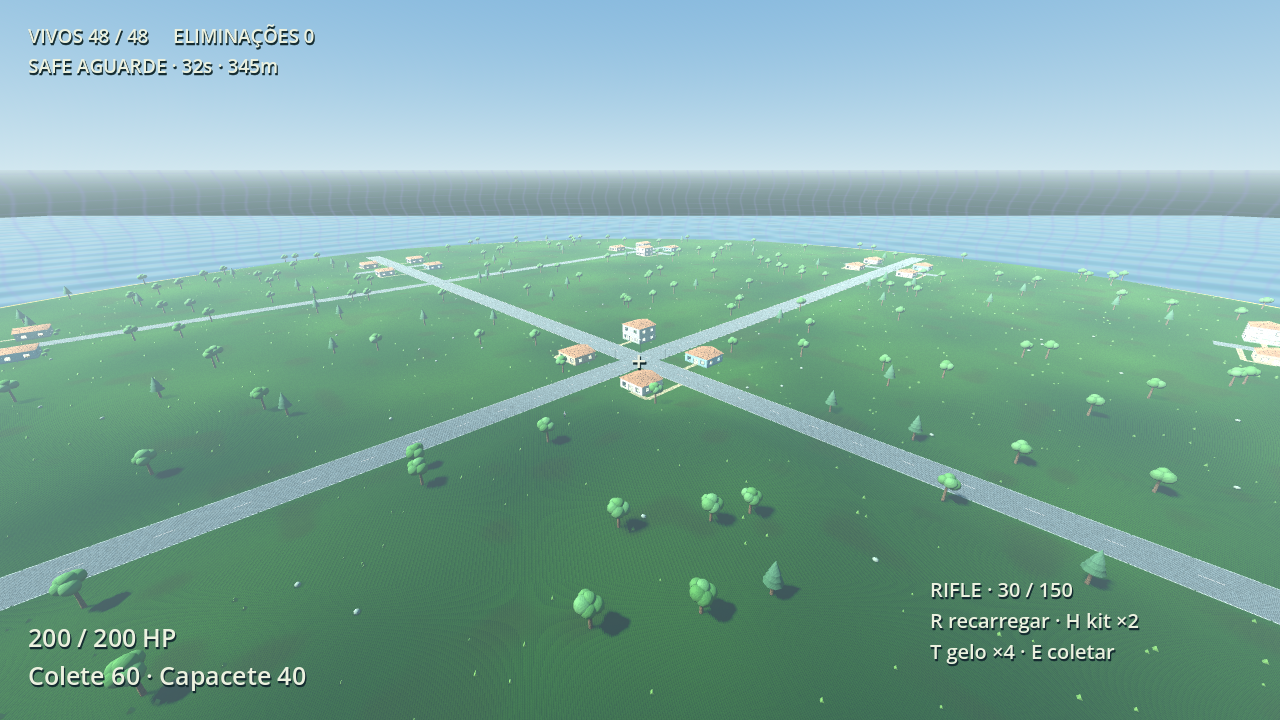 VIVOS 48 / 48 ELIMINAÇÕES 0
SAFE AGUARDE · 32s · 345m
RIFLE · 30 / 150
R recarregar · H kit ×2
T gelo ×4 · E coletar
200 / 200 HP
Colete 60 · Capacete 40